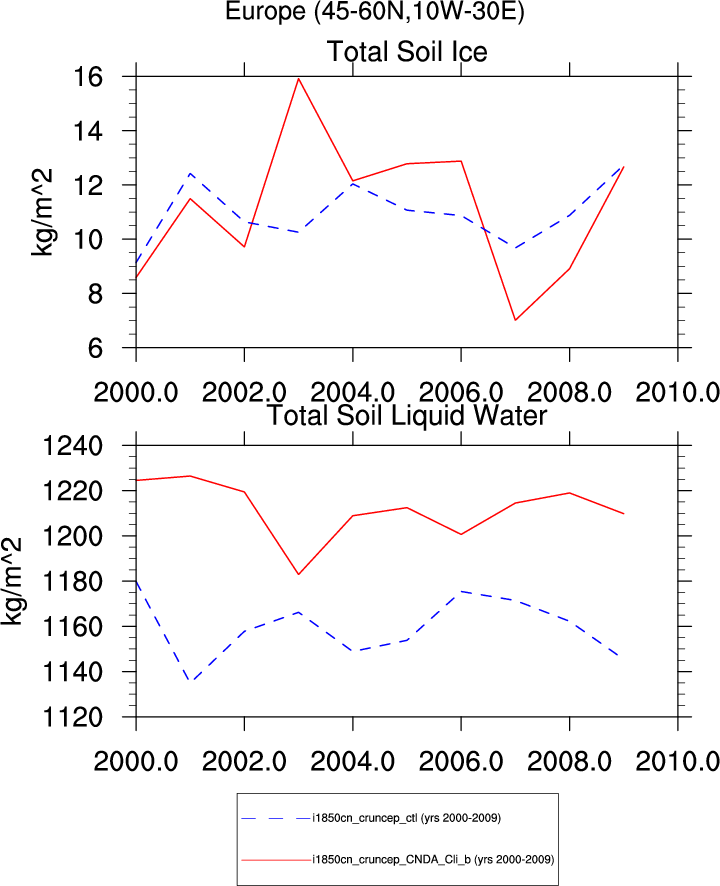 Europe (45-60N,10W-30E)
Total Soil Ice
16
14
12
10
8
6
kg/m^2
2000.0 2002.0 2004.0 2006.0 2008.0 2010.0
Total Soil Liquid Water
1240
1220
1200
1180
1160
1140
1120
kg/m^2
2000.0 2002.0 2004.0 2006.0 2008.0 2010.0
i1850cn_cruncep_ctl (yrs 2000-2009)
i1850cn_cruncep_CNDA_Cli_b (yrs 2000-2009)